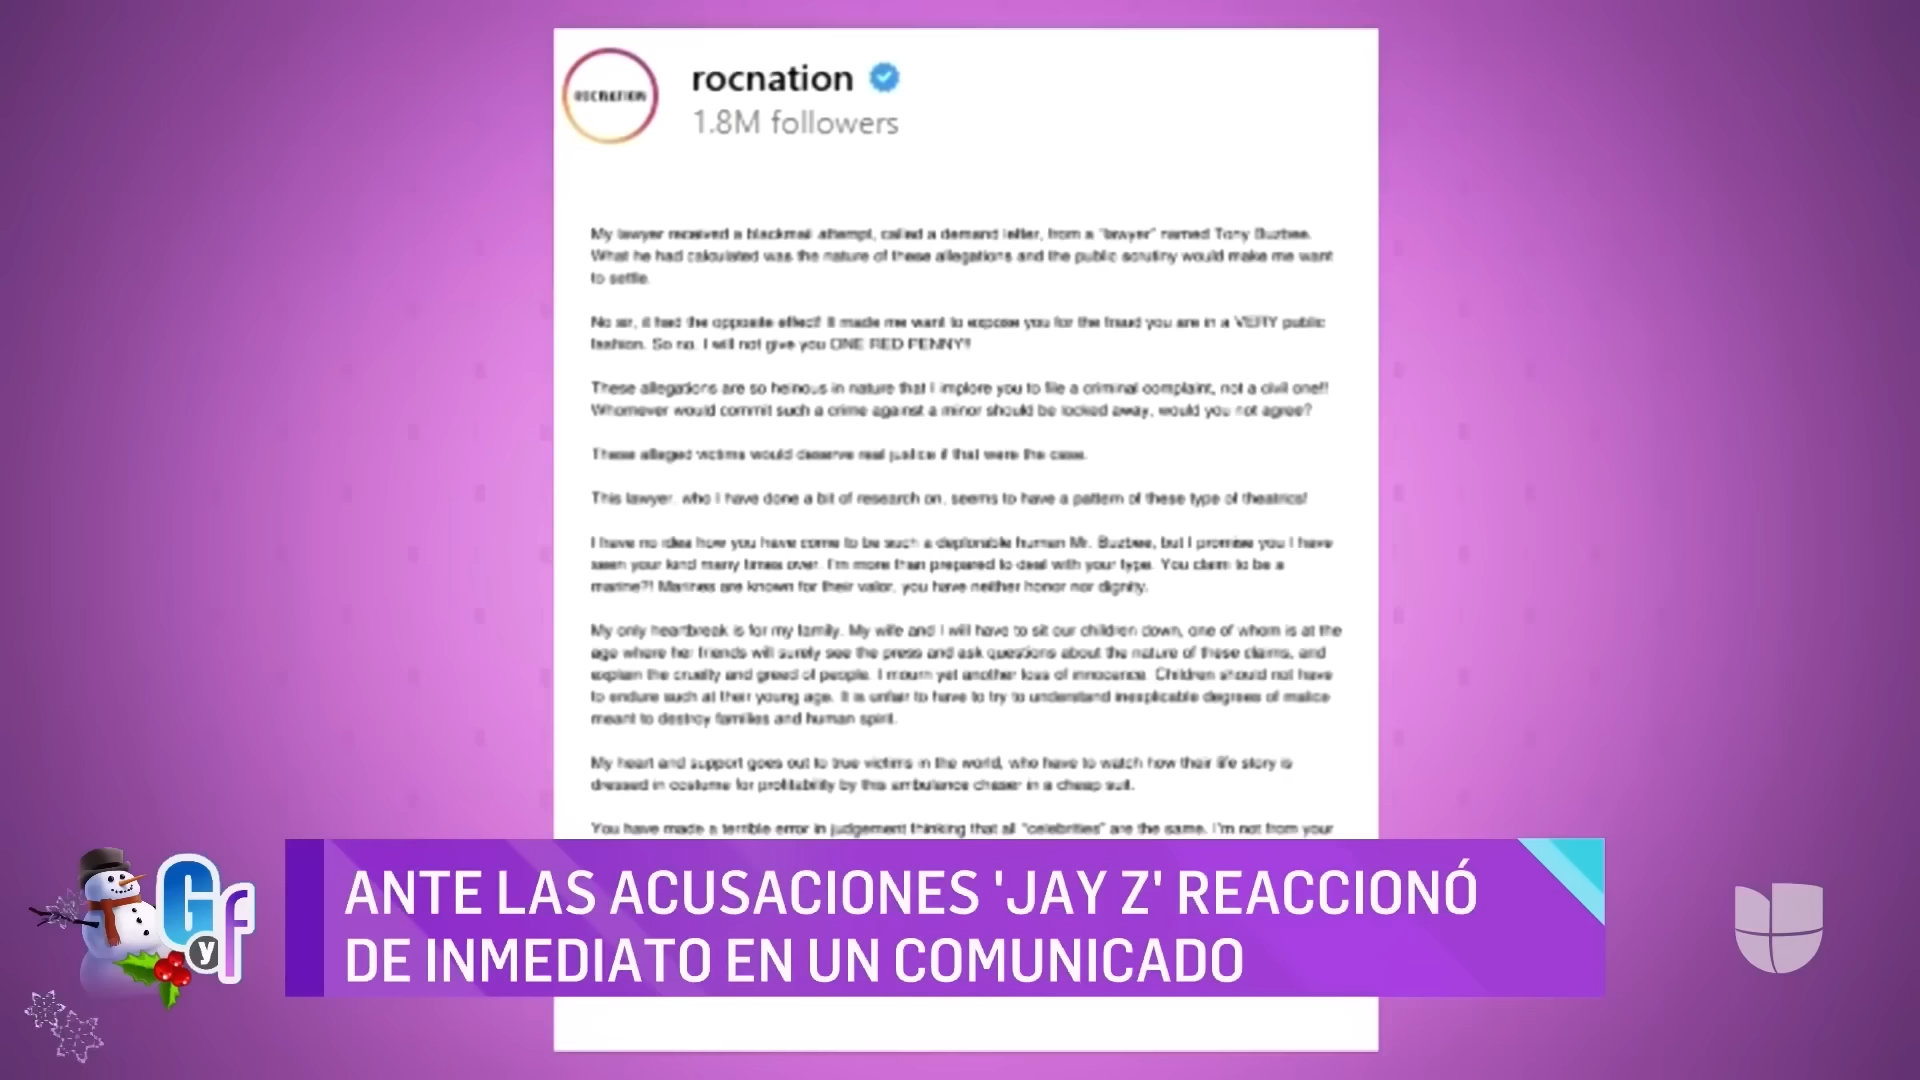 ROCNATION
rocnation
1.8M followers
My lawyer received a blackmail attempt, called a demand letter, from a "lawyer" named Tony Buzbee.
What he had calculated was the nature of these allegations and the public scrutiny would make me want
to settle.
No sir, it had the opposite effect! It made me want to expose you for the fraud you are in a VERY public
fashion. So no, I will not give you ONE RED PENNY!!
These allegations are so heinous in nature that I implore you to file a criminal complaint, not a civil one!!
Whomever would commit such a crime against a minor should be locked away, would you not agree?
These alleged victims would deserve real justice if that were the case.
This lawyer, who I have done a bit of research on, seems to have a pattern of these type of theatrics!
I have no idea how you have come to be such a deplorable human Mr. Buzbee, but I promise you I have
seen your kind many times over. I'm more than prepared to deal with your type. You claim to be a
marine?! Marines are known for their valor, you have neither honor nor dignity.
My only heartbreak is for my family. My wife and I will have to sit our children down, one of whom is at the
age where her friends will surely see the press and ask questions about the nature of these claims, and
explain the cruelty and greed of people. I mourn yet another loss of innocence. Children should not have
to endure such at their young age. It is unfair to have to try to understand inexplicable degrees of malice
meant to destroy families and human spirit.
My heart and support goes out to true victims in the world, who have to watch how their life story is
dressed in costume for profitability by this ambulance chaser in a cheap suit.
You have made a terrible error in judgement thinking that all "celebrities" are the same. I'm not from your
GyF
ANTE LAS ACUSACIONES 'JAY Z' REACCIONÓ
DE INMEDIATO EN UN COMUNICADO